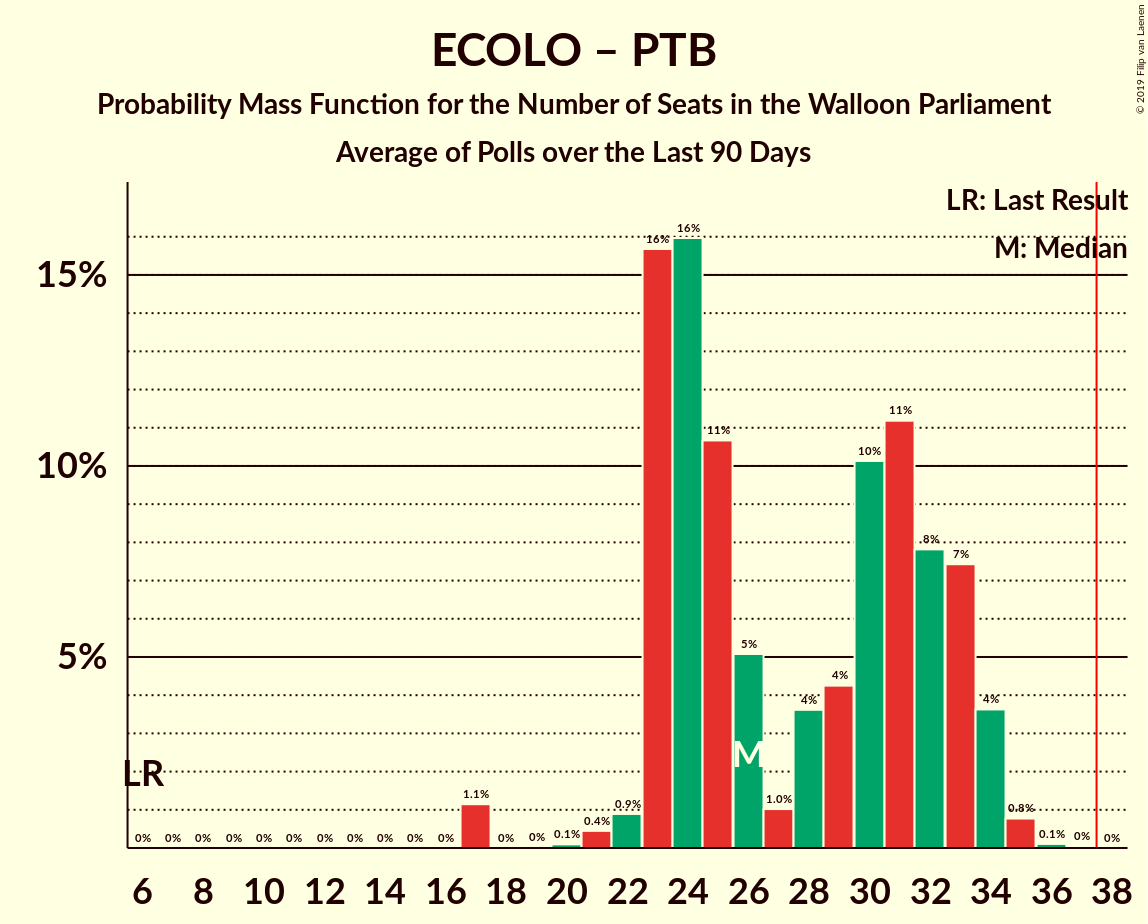 ECOLO – PTB
Probability Mass Function for the Number of Seats in the Walloon Parliament
Average of Polls over the Last 90 Days
© 2019 Filip van Laenen
LR: Last Result
M: Median
15%
10%
5%
16%
16%
11%
11%
10%
8%
7%
5%
4%
4%
4%
M
LR
1.1%
1.0%
0.9%
0.8%
0.4%
0.1%
0.1%
0% 0% 0% 0% 0% 0% 0% 0% 0% 0% 0% 0% 0% 0% 0%
6 8 10 12 14 16 18 20 22 24 26 28 30 32 34 36 38